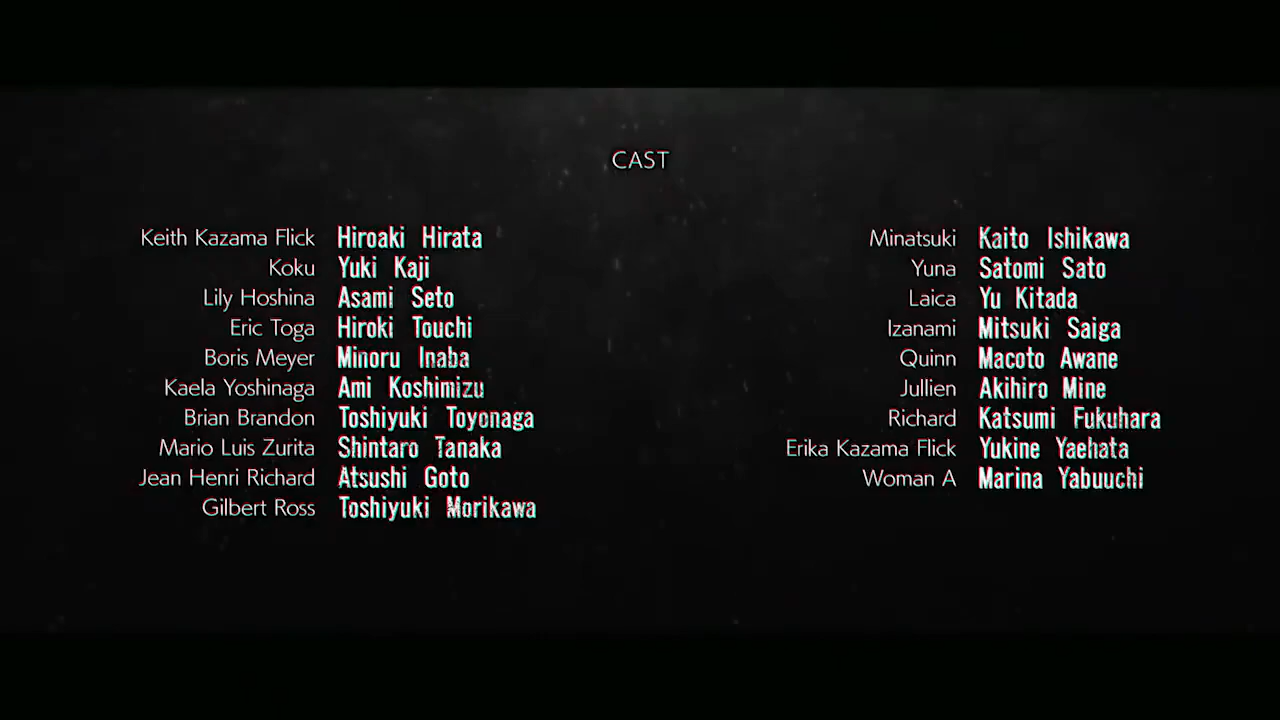 CAST
Keith Kazama Flick Hiroaki Hirata
Koku Yuki Kaji
Lily Hoshina Asami Seto
Eric Toga Hiroki Touchi
Boris Meyer Minoru Inaba
Kaela Yoshinaga Ami Koshimizu
Brian Brandon Toshiyuki Toyonaga
Mario Luis Zurita Shintaro Tanaka
Jean Henri Richard Atsushi Goto
Gilbert Ross Toshiyuki Morikawa
Minatsuki Kaito Ishikawa
Yuna Satomi Sato
Laica Yu Kitada
Izanami Mitsuki Saiga
Quinn Macoto Awane
Jullien Akihiro Mine
Richard Katsumi Fukuhara
Erika Kazama Flick Yukine Yaehata
Woman A Marina Yabuuchi